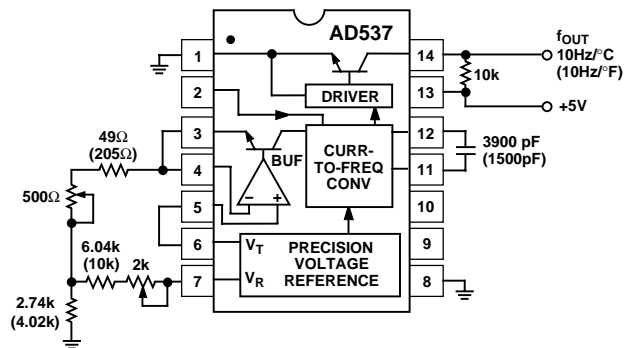 AD537
1
2
3
4
5
6
7
14
13
12
11
10
9
8
DRIVER
BUF
CURR-
TO-FREQ
CONV
−
+
VT
VR
PRECISION
VOLTAGE
REFERENCE
49Ω
(205Ω)
500Ω
6.04k
(10k)
2k
2.74k
(4.02k)
fOUT
10Hz/°C
(10Hz/°F)
10k
+5V
3900 pF
(1500pF)